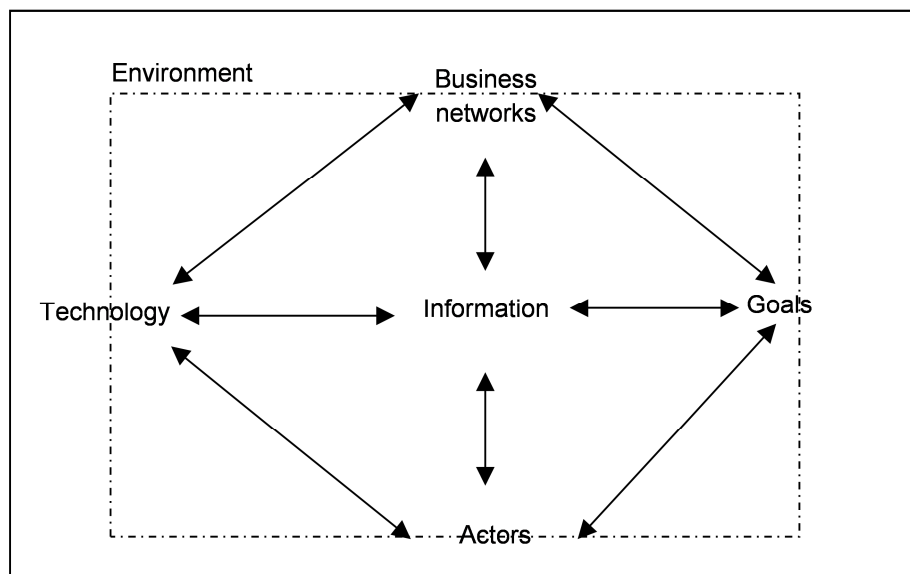 Environment
Business
networks
Technology
Information
Goals
Actors